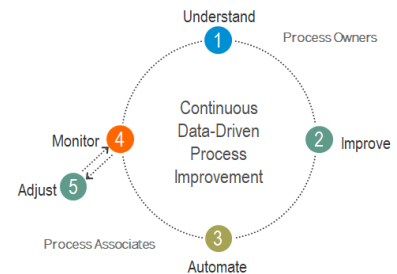 Understand
1
Process Owners
Continuous
Data-Driven
Process
Improvement
2
Improve
Monitor
4
Adjust
5
Process Associates
3
Automate